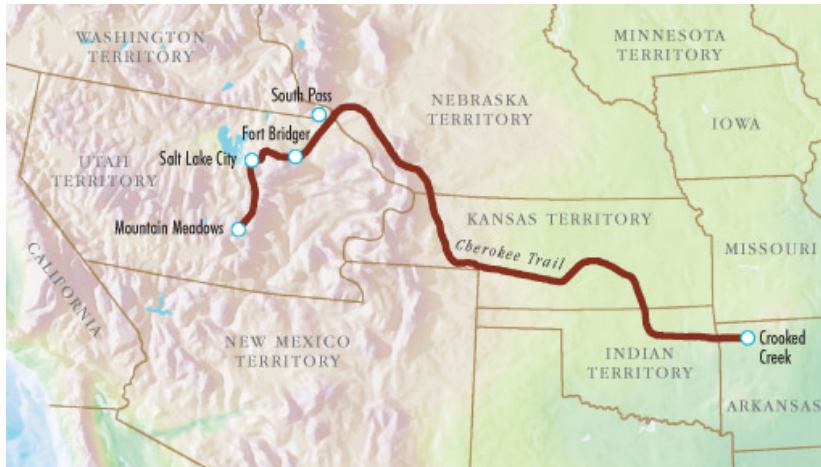 WASHINGTON
TERRITORY
MINNESOTA
TERRITORY
South Pass
NEBRASKA
TERRITORY
IOWA
Fort Bridger
Salt Lake City
UTAH
TERRITORY
Mountain Meadows
KANSAS TERRITORY
Cherokee Trail
MISSOURI
CALIFORNIA
NEW MEXICO
TERRITORY
Crooked
Creek
INDIAN
TERRITORY
ARKANSAS